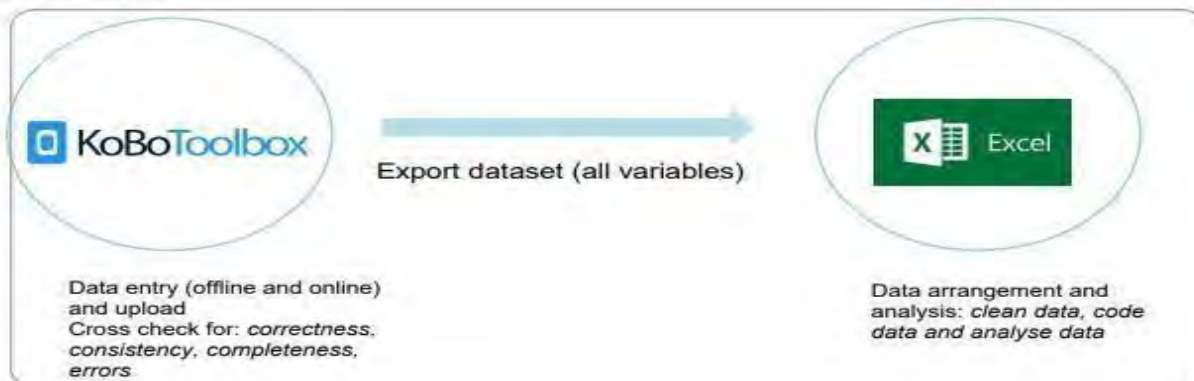 KoBoToolbox
Export dataset (all variables)
Excel
Data entry (offline and online)
and upload
Cross check for: correctness,
consistency, completeness,
errors
Data arrangement and
analysis: clean data, code
data and analyse data